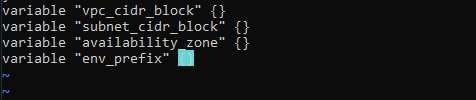 variable "vpc_cidr_block" {}
variable "subnet_cidr_block" {}
variable "availability_zone" {}
variable "env_prefix" {}
~
~